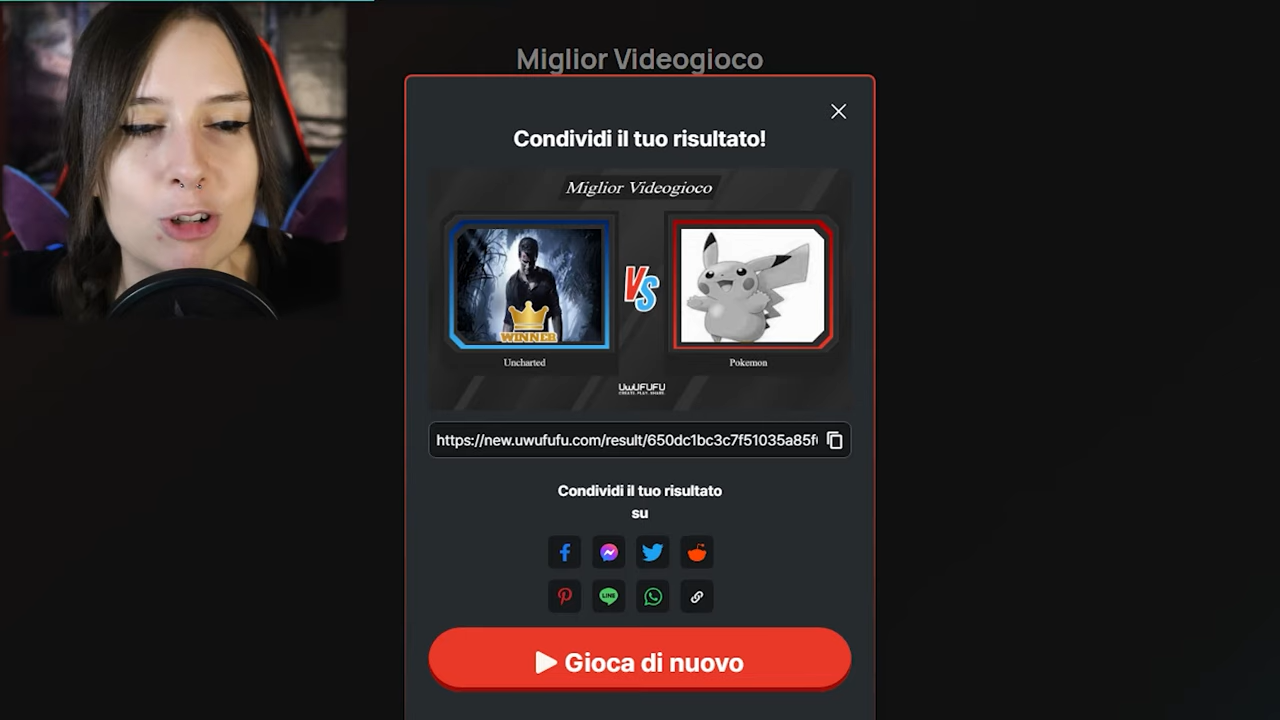 Miglior Videogioco
Condividi il tuo risultato!
Miglior Videogioco
VS
WINNER
Uncharted
Pokemon
UWUFUFU
CREATE. PLAY. SHARE.
https://new.uwufufu.com/result/650dc1bc3c7f51035a85f
Condividi il tuo risultato
su
LINE
Gioca di nuovo